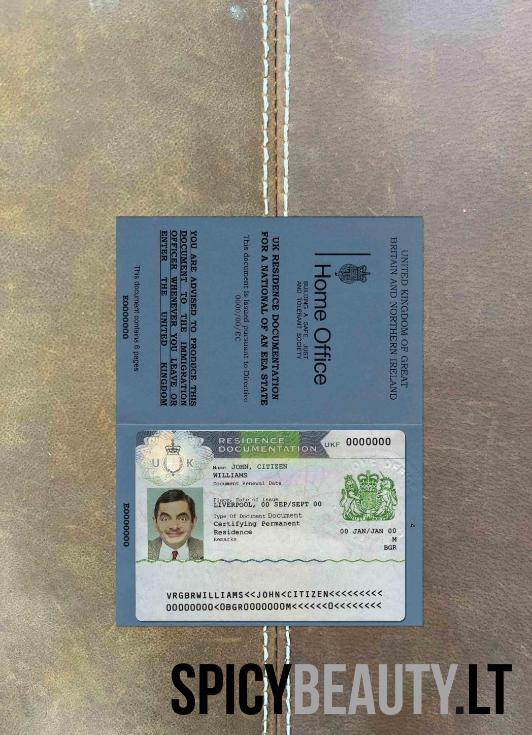 UNITED KINGDOM OF GREAT
BRITAIN AND NORTHERN IRELAND
Home Office
BUILDING A SAFE, JUST
AND TOLERANT SOCIETY
UK RESIDENCE DOCUMENTATION
FOR A NATIONAL OF AN EEA STATE
This document is issued pursuant to Directive
0000/00/EC
YOU ARE ADVISED TO PRODUCE THIS
DOCUMENT TO THE IMMIGRATION
OFFICER WHENEVER YOU LEAVE OR
ENTER THE UNITED KINGDOM
This document contains 6 pages
E0000000
RESIDENCE
DOCUMENTATION
UKF 0000000
UK
Name JOHN, CITIZEN
WILLIAMS
Document Renewal Date
Place, Date of Issue
LIVERPOOL, 00 SEP/SEPT 00
Type Of Document Document
Certifying Permanent
Residence
Remarks
00 JAN/JAN 00
M
BGR
4
E0000000
VRGBRWILLIAMS<<JOHN<CITIZEN<<<<<<<<<
00000000<0BGR0000000M<<<<<<0<<<<<<<<
SPICYBEAUTY.LT